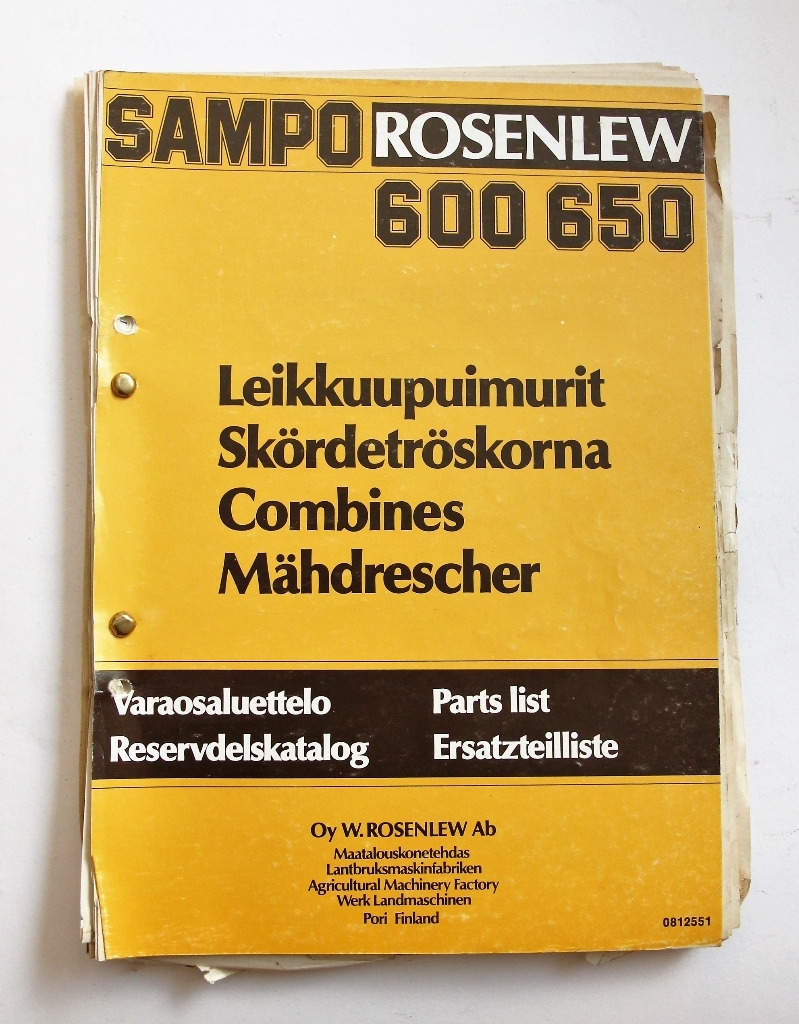 SAMPO ROSENLEW
600 650
Leikkuupuimurit
Skördetröskorna
Combines
Mähdrescher
Varaosaluettelo Parts list
Reservdelskatalog Ersatzteilliste
Oy W. ROSENLEW Ab
Maatalouskonetehdas
Lantbruksmaskinfabriken
Agricultural Machinery Factory
Werk Landmaschinen
Pori Finland
0812551